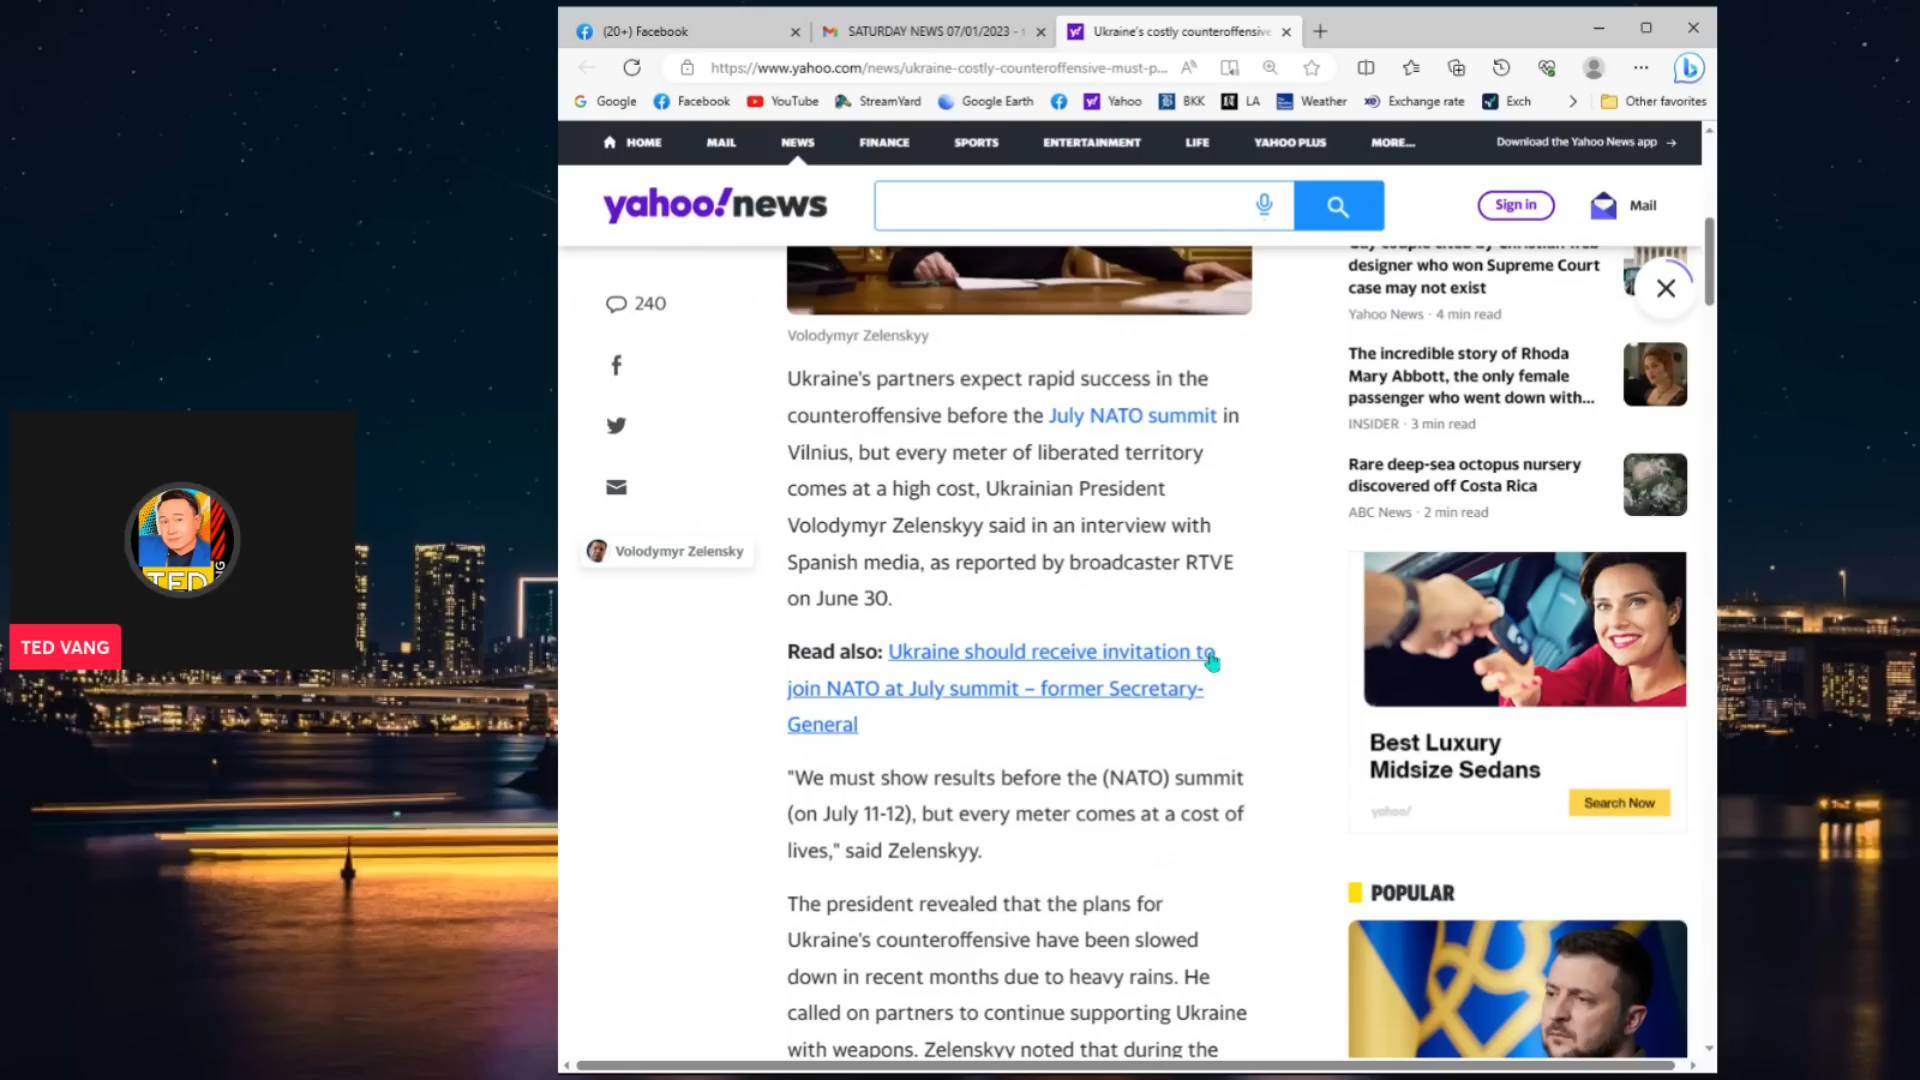 (20+) Facebook
SATURDAY NEWS 07/01/2023 -
Ukraine's costly counteroffensive
https://www.yahoo.com/news/ukraine-costly-counteroffensive-must-p...
Google
Facebook
YouTube
StreamYard
Google Earth
Yahoo
BKK
LA
Weather
Exchange rate
Exch
Other favorites
HOME
MAIL
NEWS
FINANCE
SPORTS
ENTERTAINMENT
LIFE
YAHOO PLUS
MORE...
Download the Yahoo News app →
yahoo!news
Sign in
Mail
240
Volodymyr Zelensky
Volodymyr Zelenskyy
Ukraine's partners expect rapid success in the
counteroffensive before the July NATO summit in
Vilnius, but every meter of liberated territory
comes at a high cost, Ukrainian President
Volodymyr Zelenskyy said in an interview with
Spanish media, as reported by broadcaster RTVE
on June 30.
Read also: Ukraine should receive invitation to
join NATO at July summit – former Secretary-
General
"We must show results before the (NATO) summit
(on July 11-12), but every meter comes at a cost of
lives," said Zelenskyy.
The president revealed that the plans for
Ukraine's counteroffensive have been slowed
down in recent months due to heavy rains. He
called on partners to continue supporting Ukraine
with weapons. Zelenskyy noted that during the
designer who won Supreme Court
case may not exist
Yahoo News · 4 min read
The incredible story of Rhoda
Mary Abbott, the only female
passenger who went down with...
INSIDER · 3 min read
Rare deep-sea octopus nursery
discovered off Costa Rica
ABC News · 2 min read
Best Luxury
Midsize Sedans
yahoo!
Search Now
POPULAR
TED
TED VANG